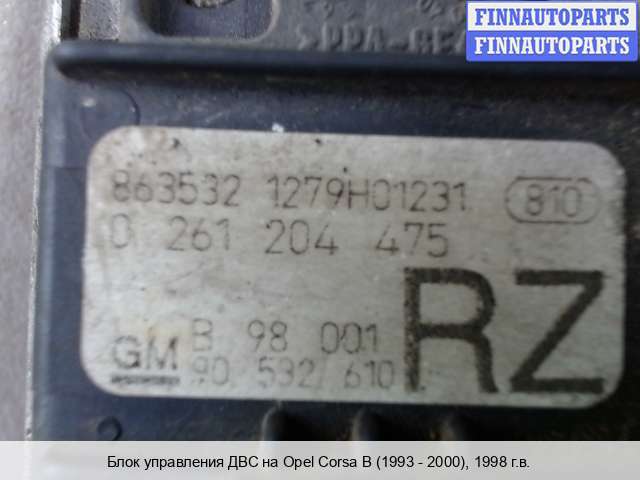 FINNAUTOPARTS
FINNAUTOPARTS
863532 1279H01231 810
0 261 204 475
RZ
B 98 001
GM
90 532 610
Блок управления ДВС на Opel Corsa B (1993 - 2000), 1998 г.в.